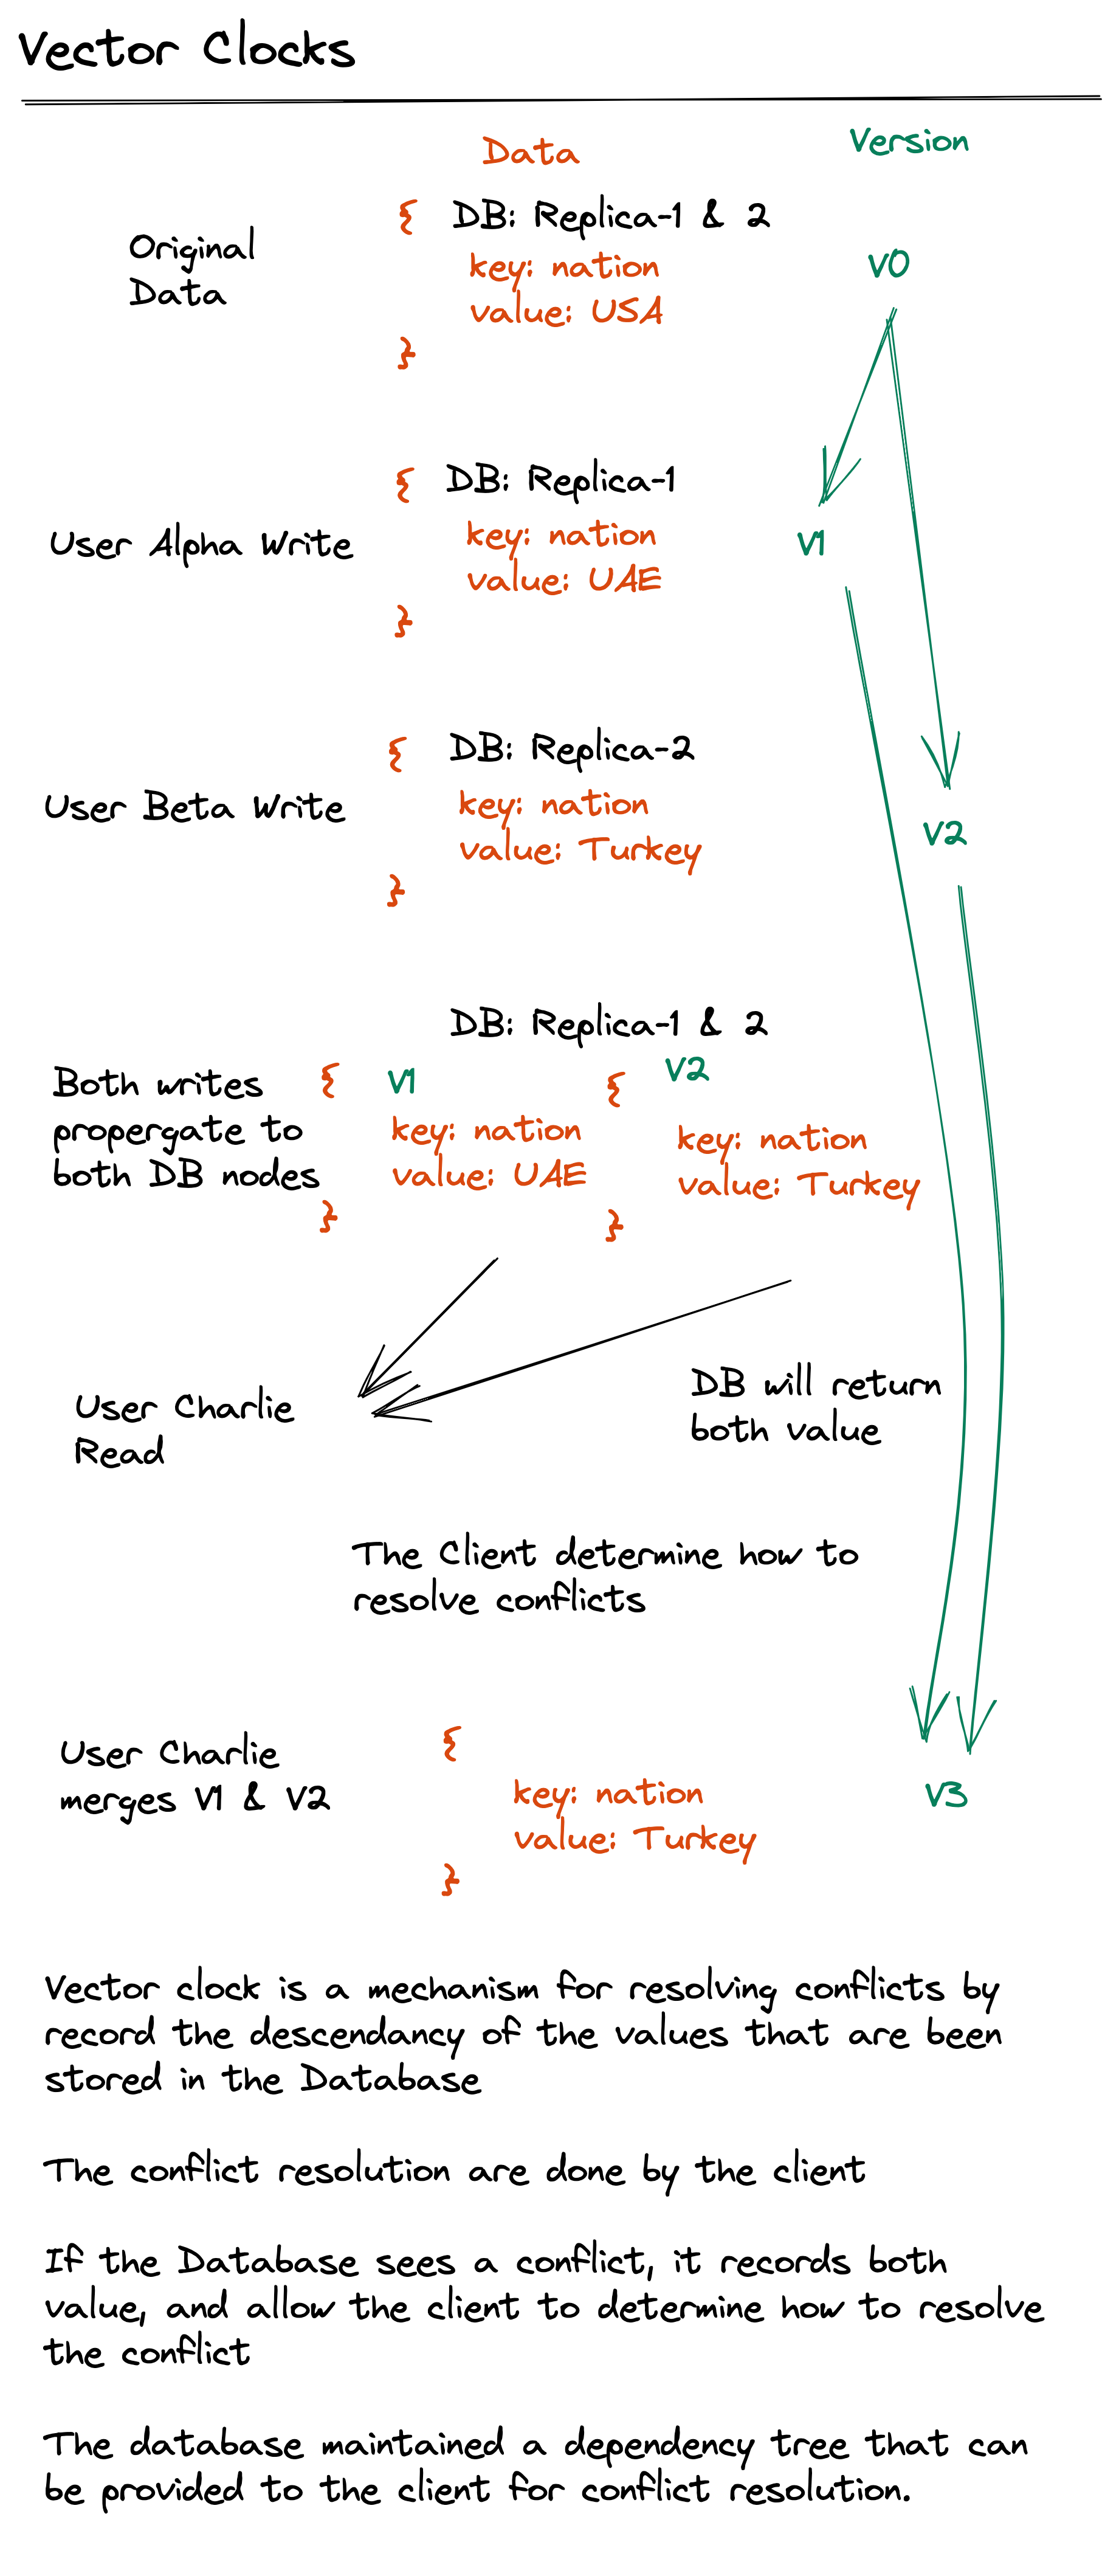 Vector Clocks
Data
Version
Original
Data
{ DB: Replica-1 & 2
key: nation
value: USA
}
V0
User Alpha Write
{ DB: Replica-1
key: nation
value: UAE
}
V1
User Beta Write
{ DB: Replica-2
key: nation
value: Turkey
}
V2
DB: Replica-1 & 2
Both writes
propergate to
both DB nodes
{ V1
key: nation
value: UAE
}
{ V2
key: nation
value: Turkey
}
User Charlie
Read
DB will return
both value
The Client determine how to
resolve conflicts
User Charlie
merges V1 & V2
{
key: nation
value: Turkey
}
V3
Vector clock is a mechanism for resolving conflicts by
record the descendancy of the values that are been
stored in the Database
The conflict resolution are done by the client
If the Database sees a conflict, it records both
value, and allow the client to determine how to resolve
the conflict
The database maintained a dependency tree that can
be provided to the client for conflict resolution.